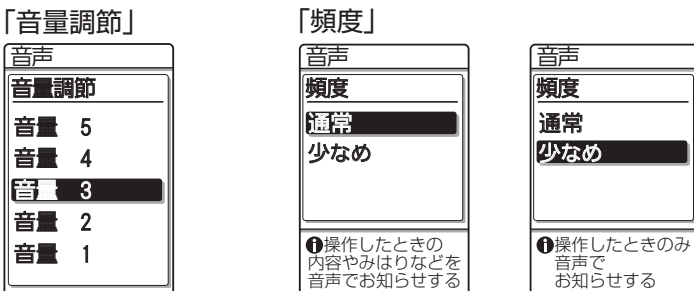 「音量調節」
音声
音量調節
音量 5
音量 4
音量 3
音量 2
音量 1
「頻度」
音声
頻度
通常
少なめ
❶操作したときの
内容やみはりなどを
音声でお知らせする
音声
頻度
通常
少なめ
❶操作したときのみ
音声で
お知らせする